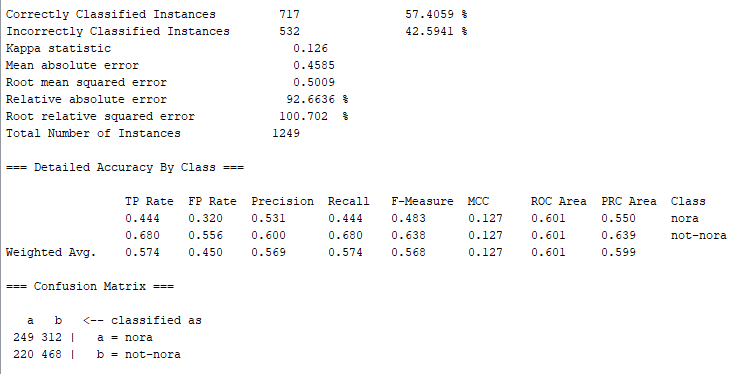 Correctly Classified Instances         717               57.4059 %
Incorrectly Classified Instances       532               42.5941 %
Kappa statistic                          0.126
Mean absolute error                      0.4585
Root mean squared error                  0.5009
Relative absolute error                 92.6636 %
Root relative squared error            100.702  %
Total Number of Instances             1249
=== Detailed Accuracy By Class ===
                 TP Rate  FP Rate  Precision  Recall   F-Measure  MCC      ROC Area  PRC Area  Class
                 0.444    0.320    0.531      0.444    0.483      0.127    0.601     0.550     nora
                 0.680    0.556    0.600      0.680    0.638      0.127    0.601     0.639     not-nora
Weighted Avg.    0.574    0.450    0.569      0.574    0.568      0.127    0.601     0.599
=== Confusion Matrix ===
   a   b   <-- classified as
 249 312 |   a = nora
 220 468 |   b = not-nora